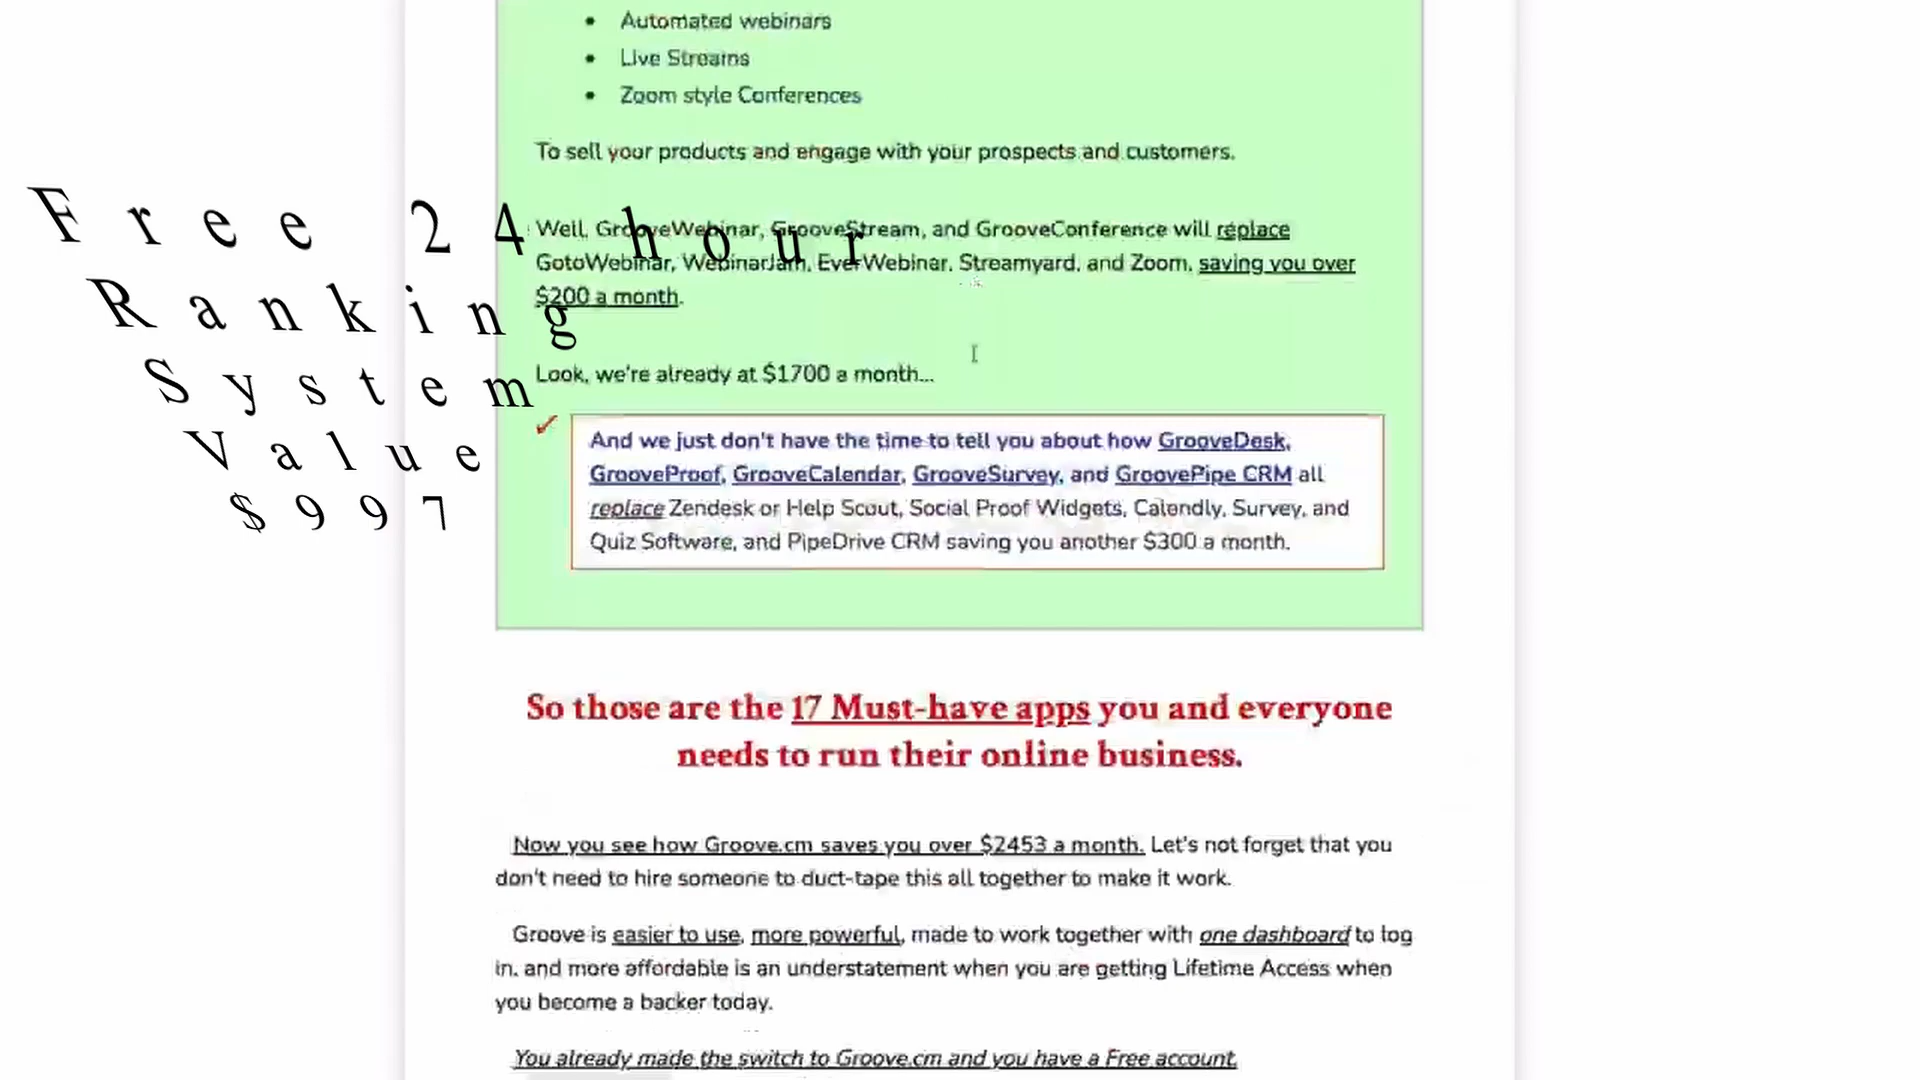 Automated webinars
Live Streams
Zoom style Conferences
To sell your products and engage with your prospects and customers.
Free 24 hour
Ranking
System
Value
$997
Well, GrooveWebinar, GrooveStream, and GrooveConference will replace
GotoWebinar, WebinarJam, EverWebinar, Streamyard, and Zoom, saving you over
$200 a month.
Look, we're already at $1700 a month...
And we just don't have the time to tell you about how GrooveDesk,
GrooveProof, GrooveCalendar, GrooveSurvey, and GroovePipe CRM all
replace Zendesk or Help Scout, Social Proof Widgets, Calendly, Survey, and
Quiz Software, and PipeDrive CRM saving you another $300 a month.
So those are the 17 Must-have apps you and everyone
needs to run their online business.
Now you see how Groove.cm saves you over $2453 a month. Let's not forget that you
don't need to hire someone to duct-tape this all together to make it work.
Groove is easier to use, more powerful, made to work together with one dashboard to log
in, and more affordable is an understatement when you are getting Lifetime Access when
you become a backer today.
You already made the switch to Groove.cm and you have a Free account.